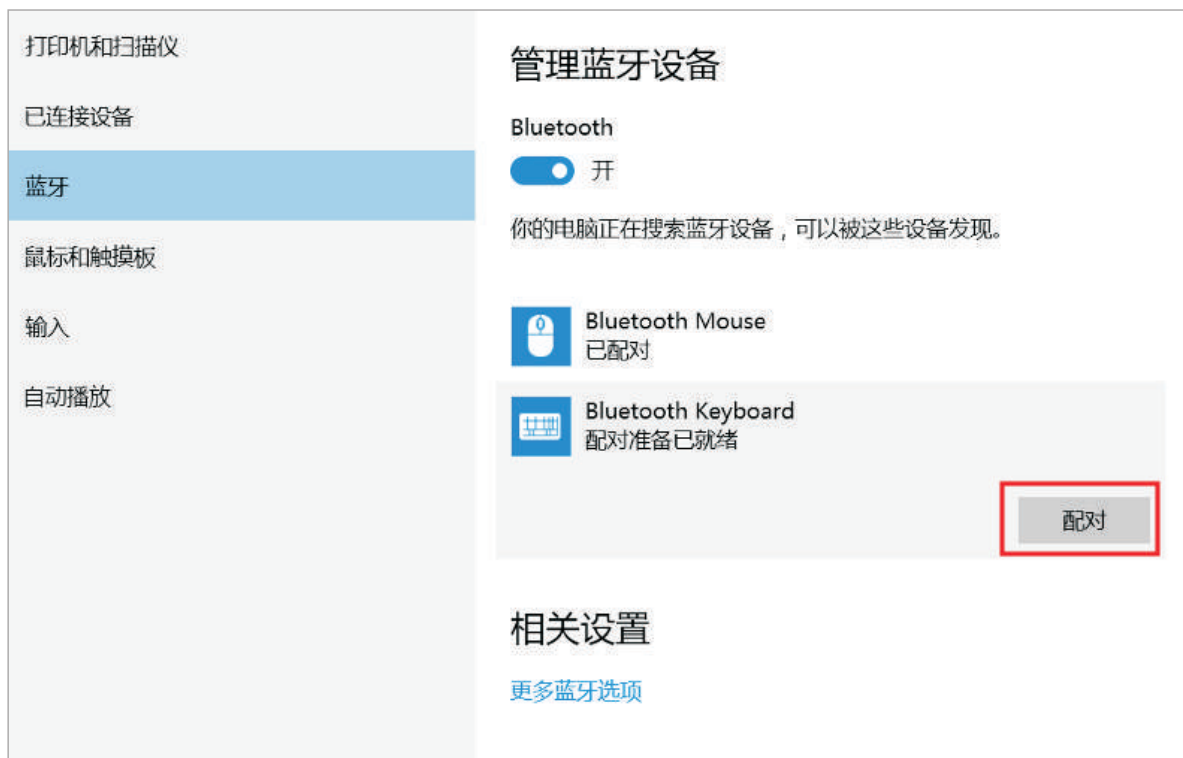 打印机和扫描仪
已连接设备
蓝牙
鼠标和触摸板
输入
自动播放
管理蓝牙设备
Bluetooth
开
你的电脑正在搜索蓝牙设备，可以被这些设备发现。
Bluetooth Mouse
已配对
Bluetooth Keyboard
配对准备已就绪
配对
相关设置
更多蓝牙选项